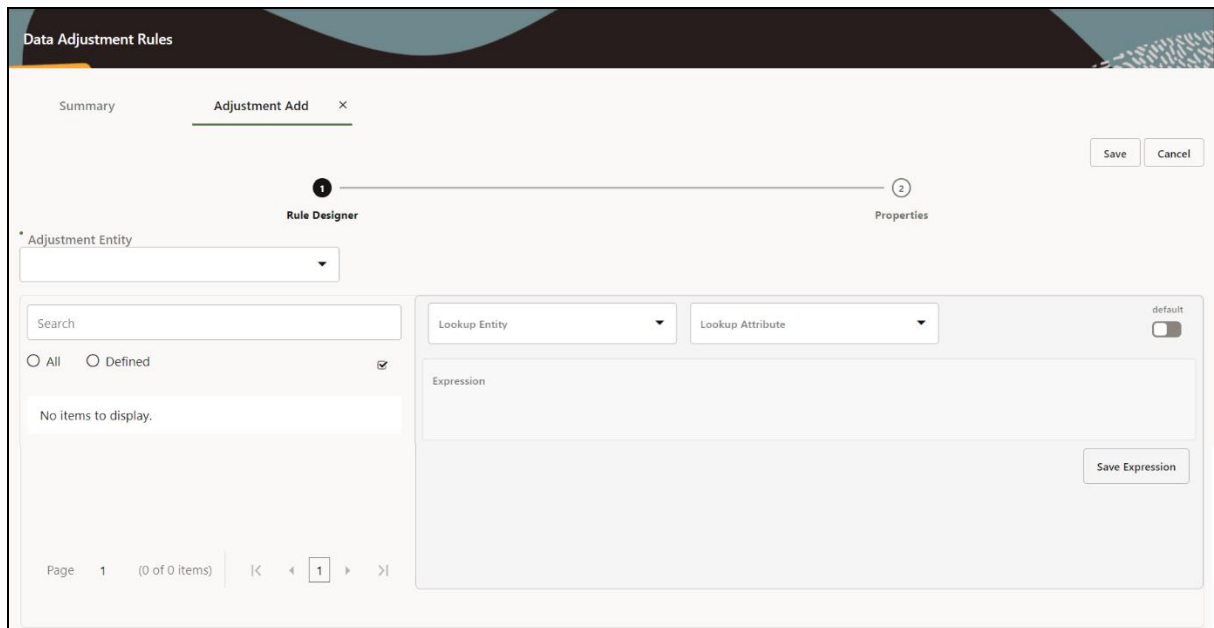 Data Adjustment Rules
Summary
Adjustment Add ×
Save Cancel
1 2
Rule Designer Properties
* Adjustment Entity
Search
All Defined
No items to display.
Page 1 (0 of 0 items) 1
Lookup Entity Lookup Attribute default
Expression
Save Expression